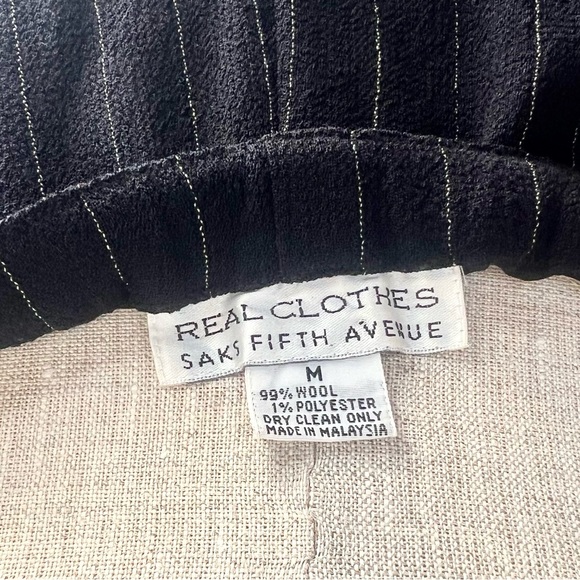 REAL CLOTHES
SAKS FIFTH AVENUE
M
99% WOOL
1% POLYESTER
DRY CLEAN ONLY
MADE IN MALAYSIA